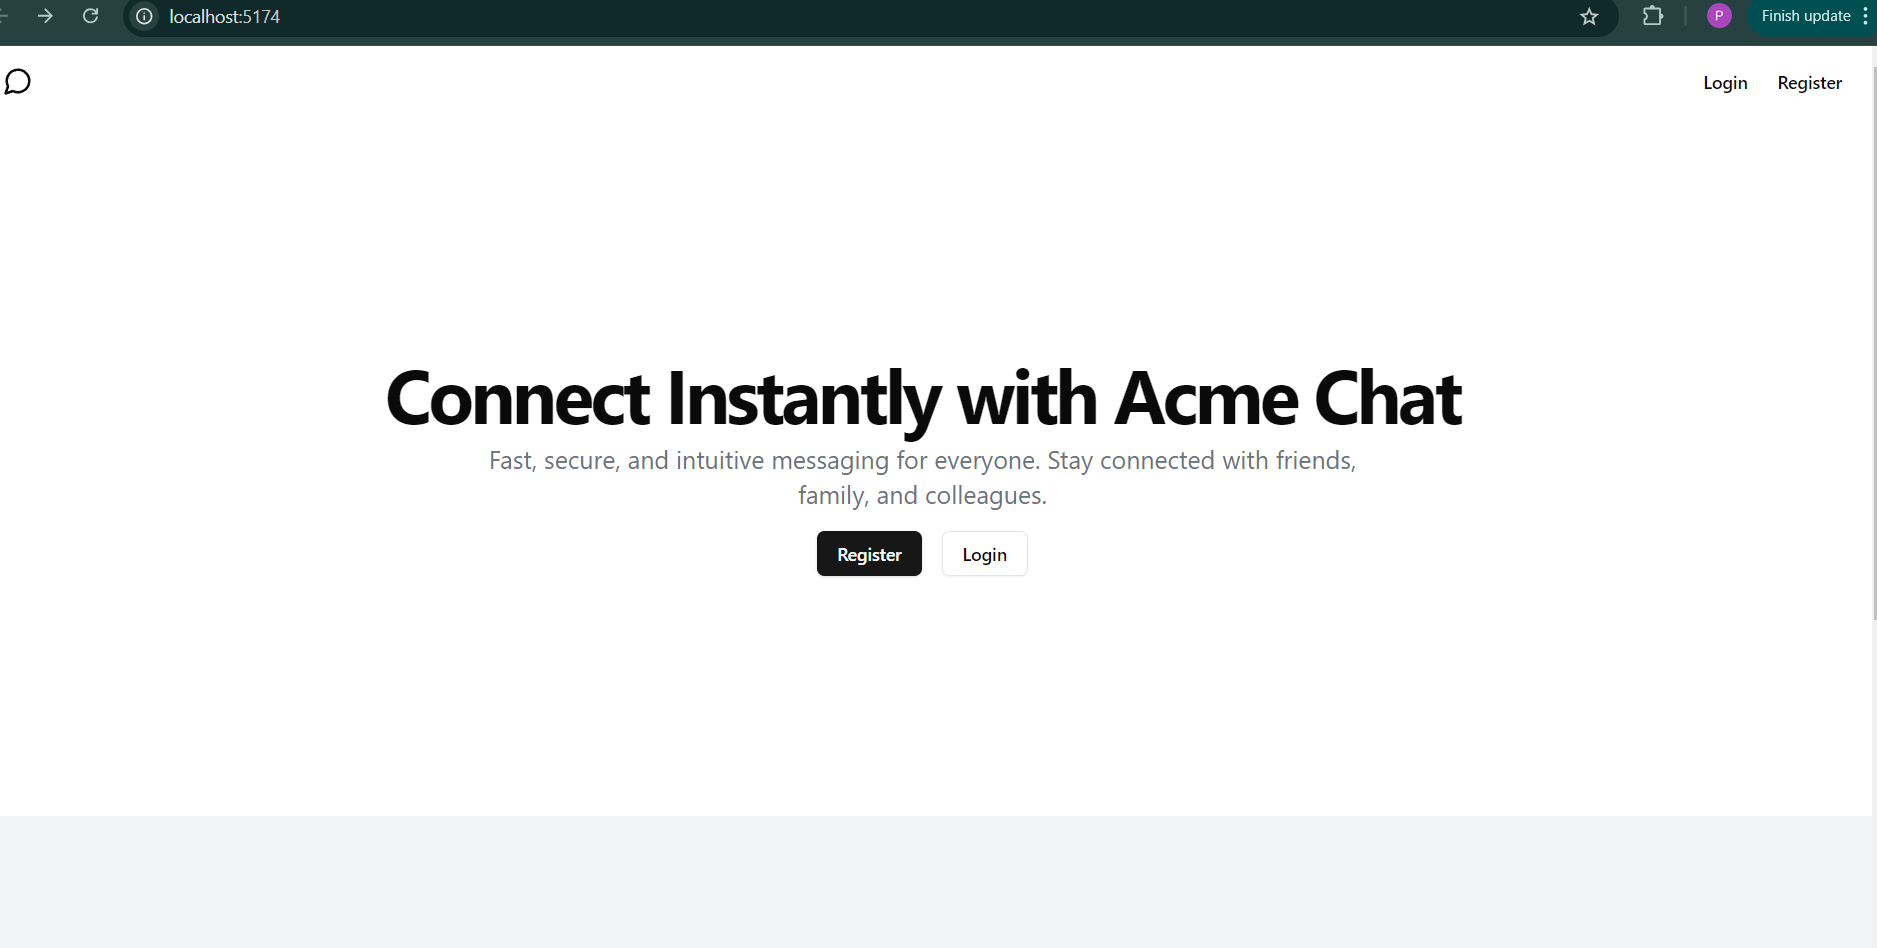 localhost:5174
P
Finish update
Login
Register
Connect Instantly with Acme Chat
Fast, secure, and intuitive messaging for everyone. Stay connected with friends,
family, and colleagues.
Register
Login